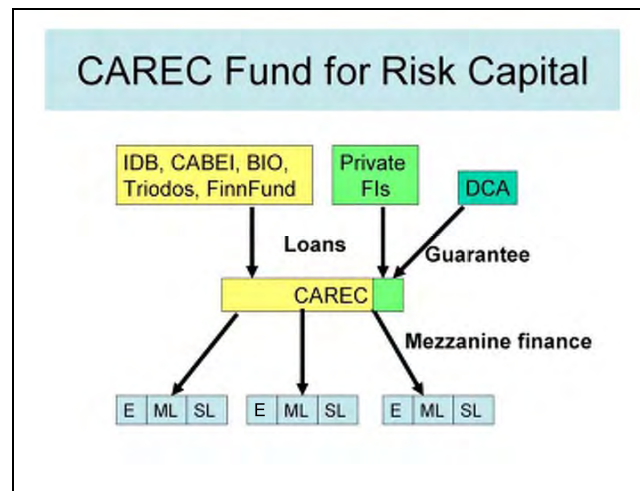 CAREC Fund for Risk Capital
IDB, CABEI, BIO,
Triodos, FinnFund
Private
FIs
DCA
Loans
Guarantee
CAREC
Mezzanine finance
E ML SL
E ML SL
E ML SL